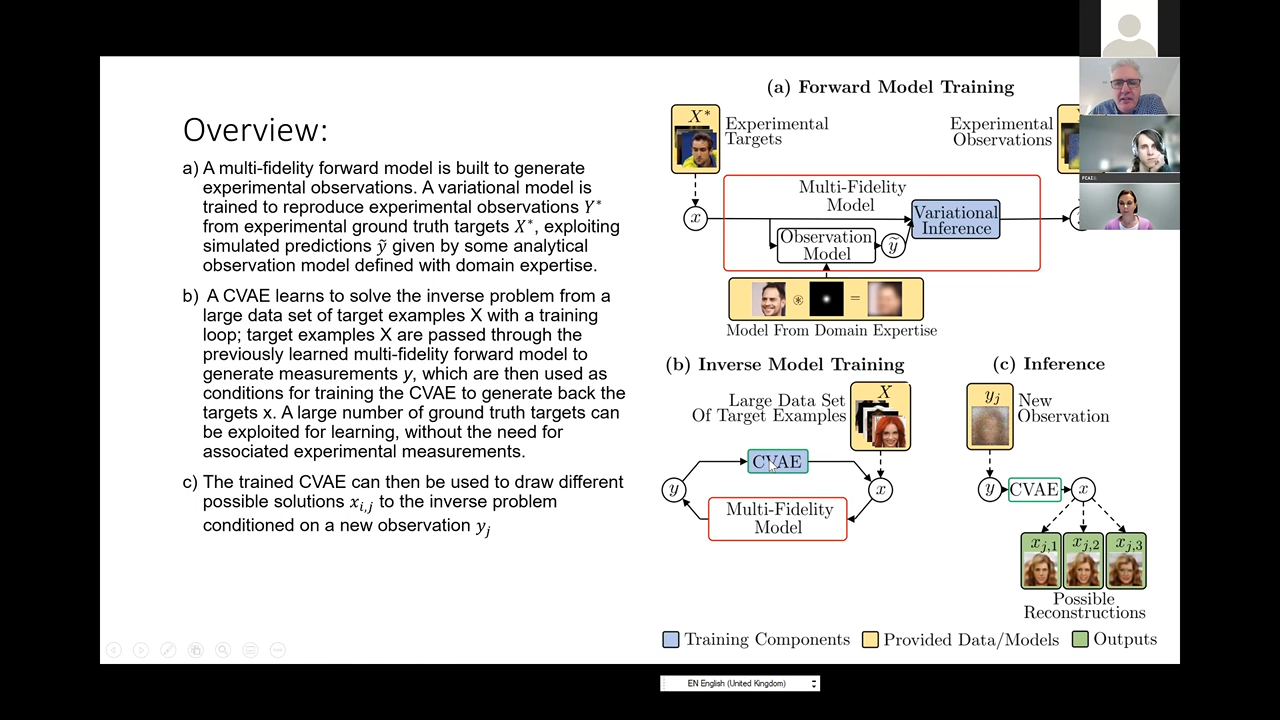 Overview:
a) A multi-fidelity forward model is built to generate
experimental observations. A variational model is
trained to reproduce experimental observations Y*
from experimental ground truth targets X*, exploiting
simulated predictions ỹ given by some analytical
observation model defined with domain expertise.
b) A CVAE learns to solve the inverse problem from a
large data set of target examples X with a training
loop; target examples X are passed through the
previously learned multi-fidelity forward model to
generate measurements y, which are then used as
conditions for training the CVAE to generate back the
targets x. A large number of ground truth targets can
be exploited for learning, without the need for
associated experimental measurements.
c) The trained CVAE can then be used to draw different
possible solutions x_{i,j} to the inverse problem
conditioned on a new observation y_j
(a) Forward Model Training
X*
Experimental
Targets
Experimental
Observations
Multi-Fidelity
Model
x
Variational
Inference
Observation
Model
ỹ
⊛ =
Model From Domain Expertise
(b) Inverse Model Training
Large Data Set
Of Target Examples
X
CVAE
y
x
Multi-Fidelity
Model
(c) Inference
y_j
New
Observation
y
CVAE
x
x_{j,1}
x_{j,2}
x_{j,3}
Possible
Reconstructions
Training Components
Provided Data/Models
Outputs
EN English (United Kingdom)